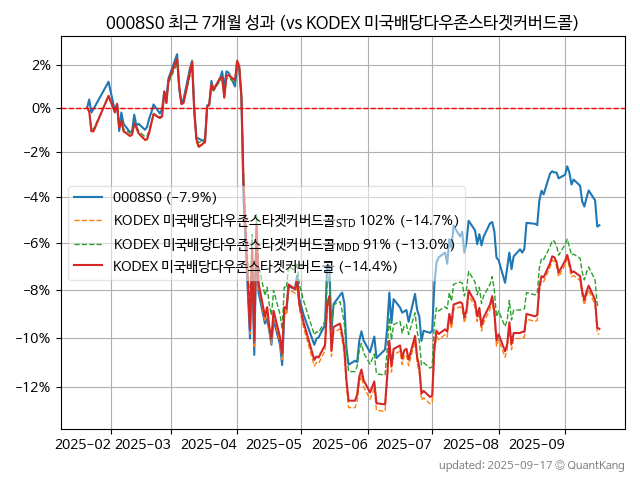 0008S0 최근 7개월 성과 (vs KODEX 미국배당다우존스타겟커버드콜)
2%
0%
−2%
−4%
−6%
−8%
−10%
−12%
0008S0 (−7.9%)
KODEX 미국배당다우존스타겟커버드콜STD 102% (−14.7%)
KODEX 미국배당다우존스타겟커버드콜MDD 91% (−13.0%)
KODEX 미국배당다우존스타겟커버드콜 (−14.4%)
2025-02 2025-03 2025-04 2025-05 2025-06 2025-07 2025-08 2025-09
updated: 2025-09-17 © QuantKang